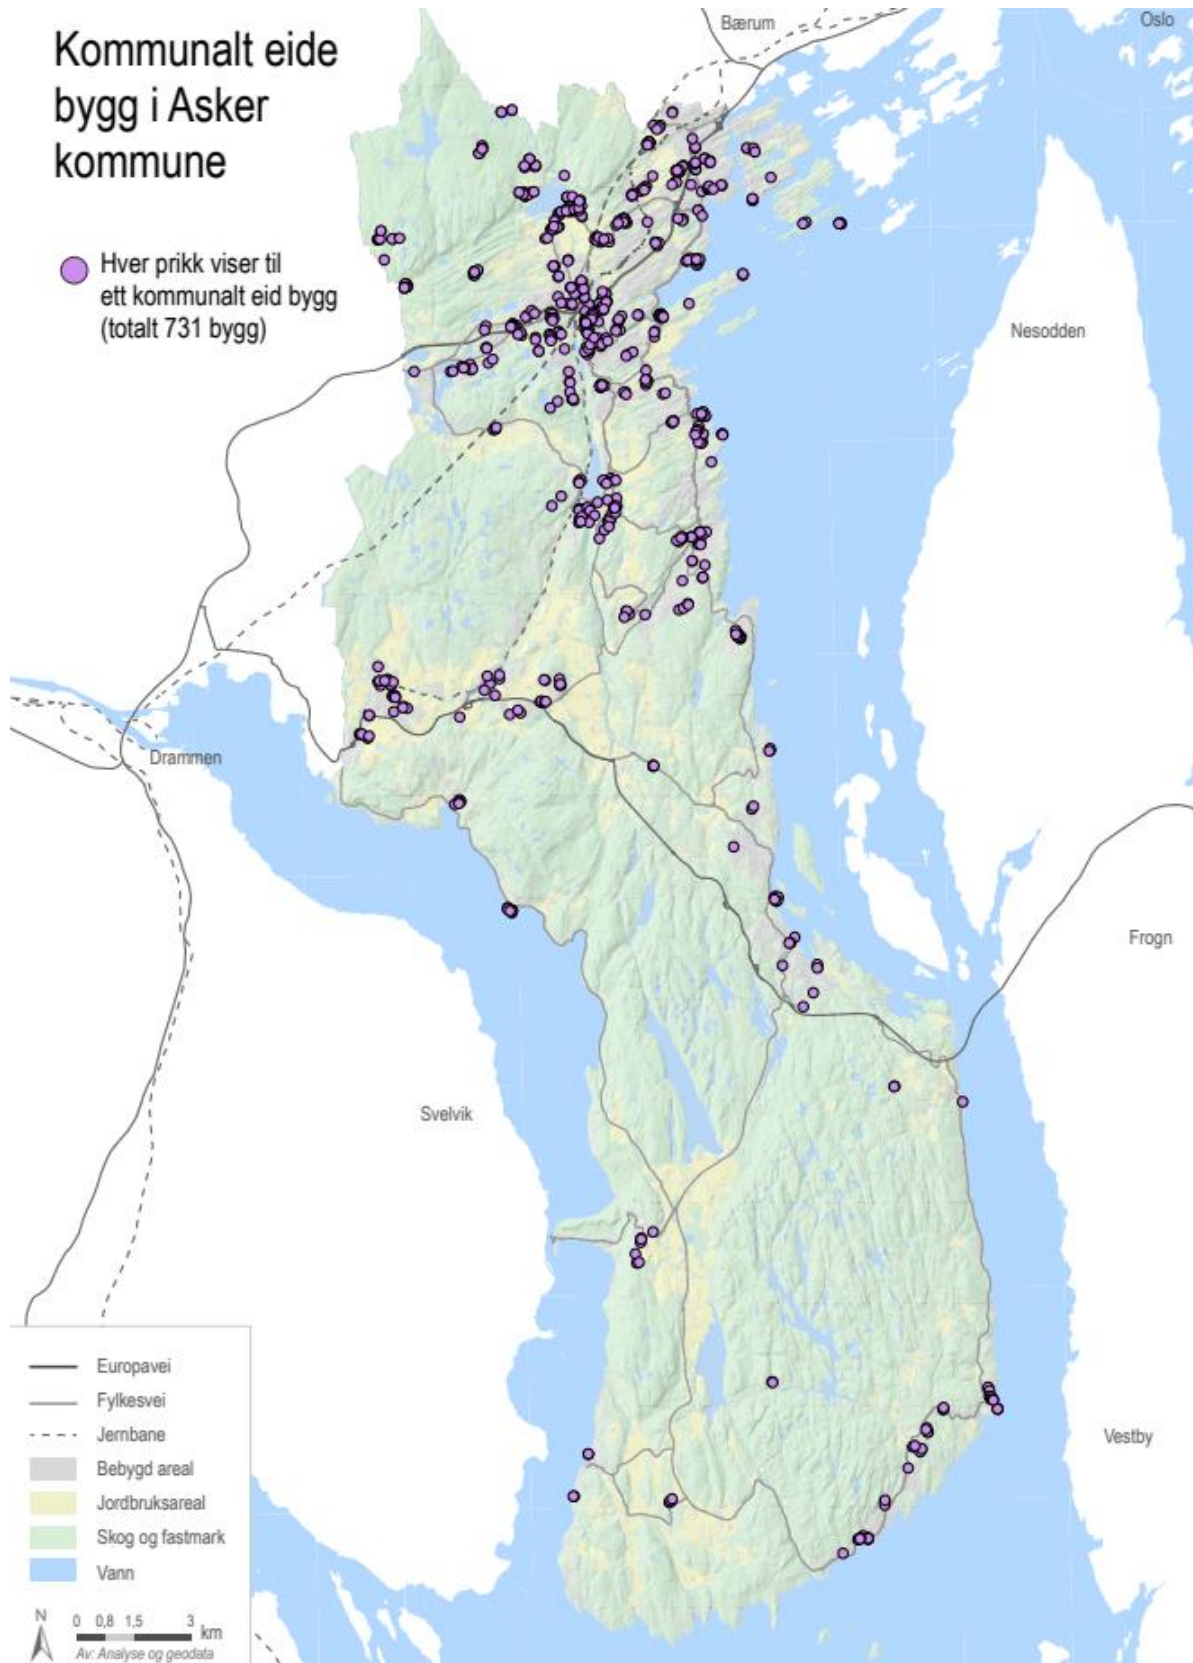 Kommunalt eide
bygg i Asker
kommune
Hver prikk viser til
ett kommunalt eid bygg
(totalt 731 bygg)
Bærum
Oslo
Nesodden
Drammen
Frogn
Svelvik
Vestby
Europavei
Fylkesvei
Jernbane
Bebygd areal
Jordbruksareal
Skog og fastmark
Vann
N
0 0,8 1,5 3
km
Av: Analyse og geodata